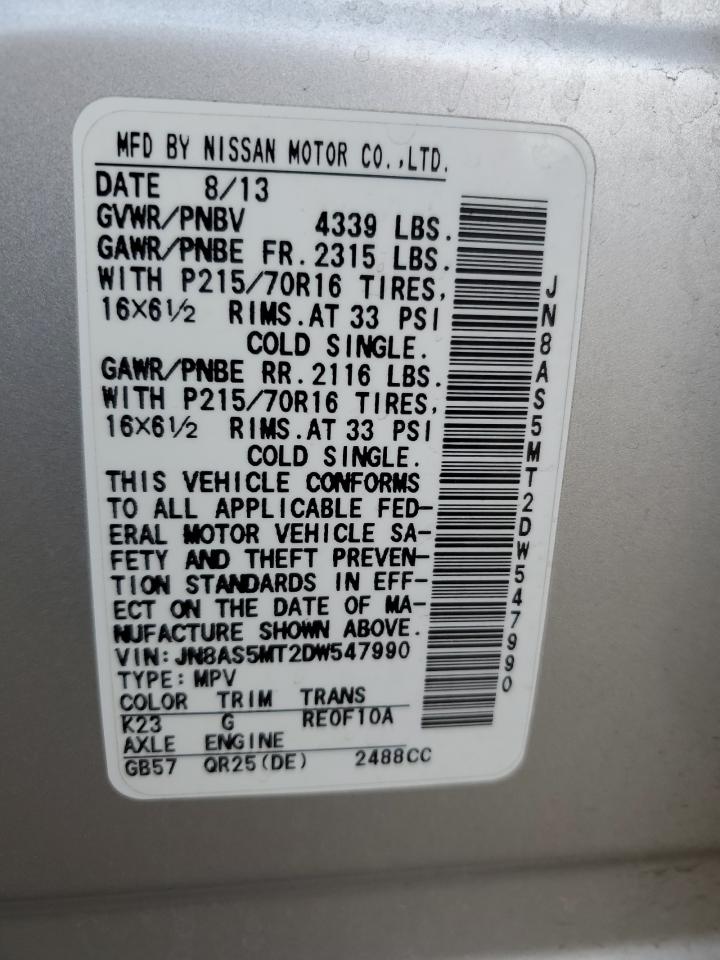 MFD BY NISSAN MOTOR CO.,LTD.
DATE 8/13
GVWR/PNBV 4339 LBS.
GAWR/PNBE FR.2315 LBS.
WITH P215/70R16 TIRES,
16×6½ RIMS.AT 33 PSI
COLD SINGLE.
GAWR/PNBE RR.2116 LBS.
WITH P215/70R16 TIRES,
16×6½ RIMS.AT 33 PSI
COLD SINGLE.
THIS VEHICLE CONFORMS
TO ALL APPLICABLE FED-
ERAL MOTOR VEHICLE SA-
FETY AND THEFT PREVEN-
TION STANDARDS IN EFF-
ECT ON THE DATE OF MA-
NUFACTURE SHOWN ABOVE.
VIN:JN8AS5MT2DW547990
TYPE:MPV
COLOR TRIM TRANS
K23 G RE0F10A
AXLE ENGINE
GB57 QR25(DE) 2488CC
JN8AS5MT2DW547990